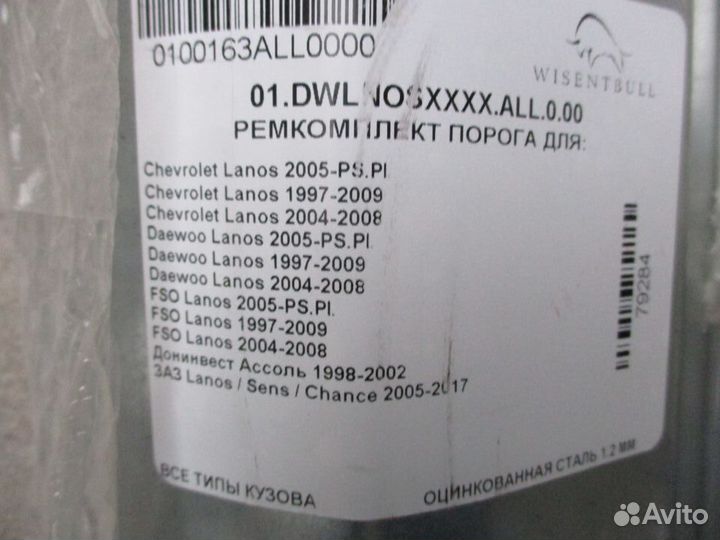 0100163ALL0000
WISENTBULL
01.DWLNOSXXXX.ALL.0.00
РЕМКОМПЛЕКТ ПОРОГА ДЛЯ:
Chevrolet Lanos 2005-PS.Pl.
Chevrolet Lanos 1997-2009
Chevrolet Lanos 2004-2008
Daewoo Lanos 2005-PS.Pl.
Daewoo Lanos 1997-2009
Daewoo Lanos 2004-2008
FSO Lanos 2005-PS.Pl.
FSO Lanos 1997-2009
FSO Lanos 2004-2008
Донинвест Ассоль 1998-2002
ЗАЗ Lanos / Sens / Chance 2005-2017
79284
ВСЕ ТИПЫ КУЗОВА
ОЦИНКОВАННАЯ СТАЛЬ 1.2 ММ
Avito